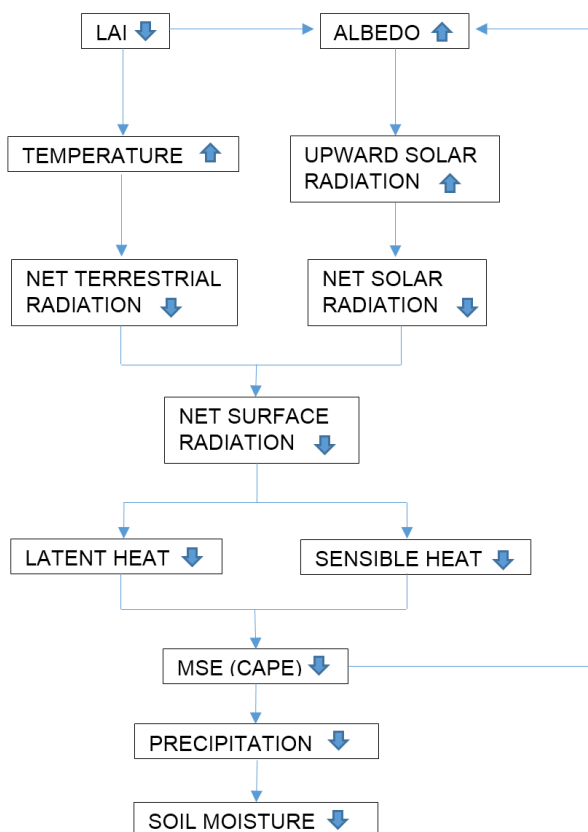 LAI
ALBEDO
TEMPERATURE
UPWARD SOLAR
RADIATION
NET TERRESTRIAL
RADIATION
NET SOLAR
RADIATION
NET SURFACE
RADIATION
LATENT HEAT
SENSIBLE HEAT
MSE (CAPE)
PRECIPITATION
SOIL MOISTURE